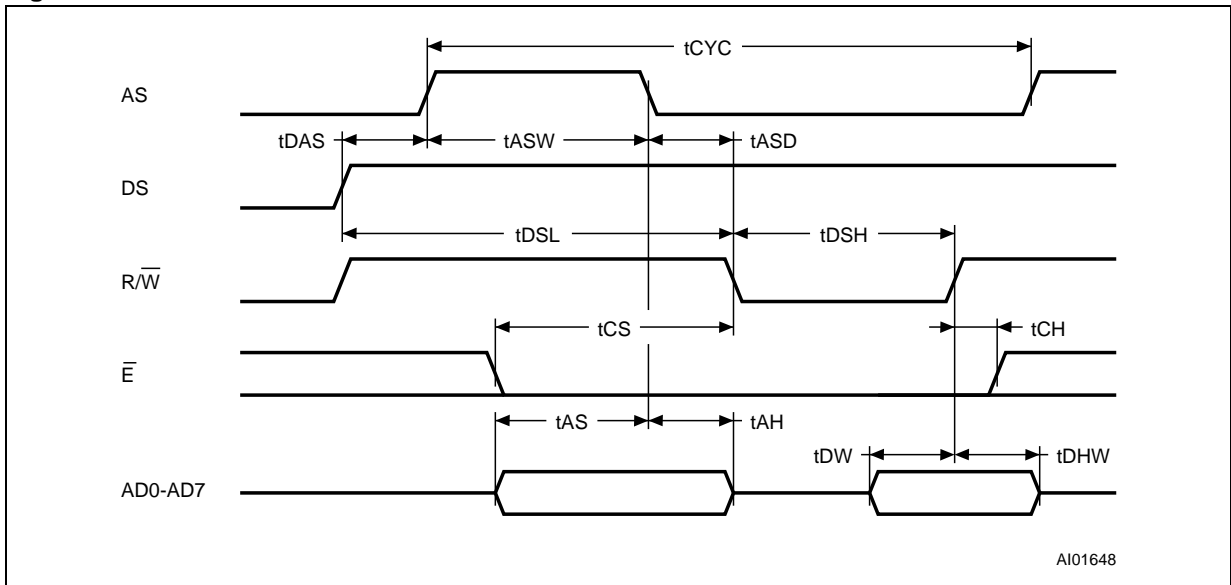 tCYC
AS
tDAS
tASW
tASD
DS
tDSL
tDSH
R/W̅
tCS
tCH
E̅
tAS
tAH
tDW
tDHW
AD0-AD7
AI01648